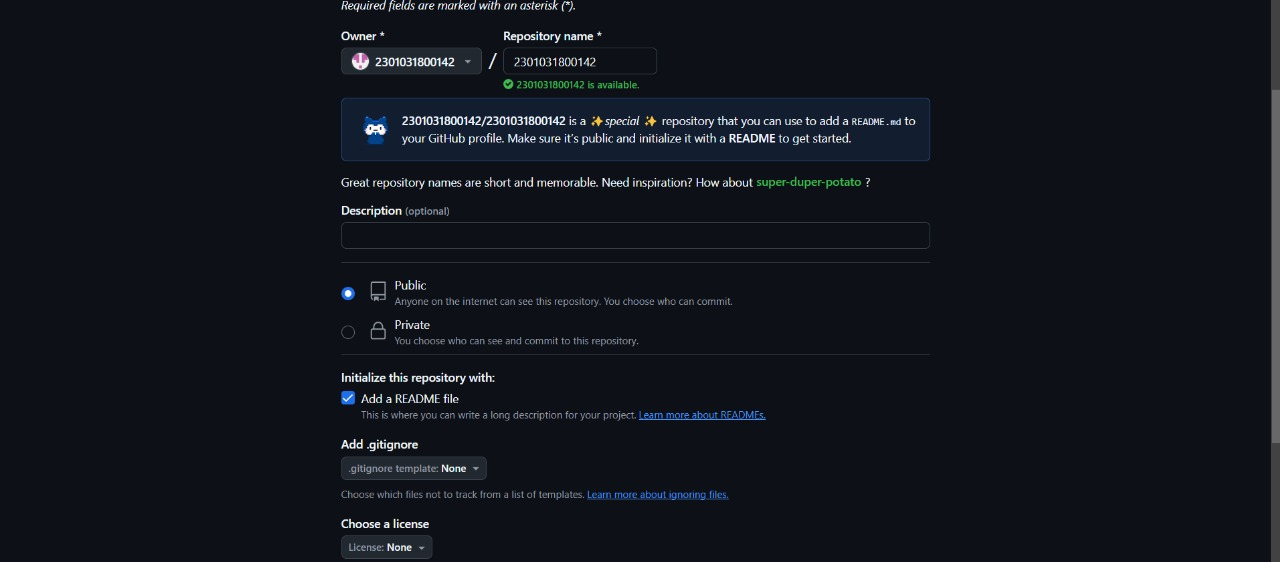 Required fields are marked with an asterisk (*).
Owner * Repository name *
2301031800142 / 2301031800142
2301031800142 is available.
2301031800142/2301031800142 is a ✨ special ✨ repository that you can use to add a README.md to
your GitHub profile. Make sure it's public and initialize it with a README to get started.
Great repository names are short and memorable. Need inspiration? How about super-duper-potato ?
Description (optional)
Public
Anyone on the internet can see this repository. You choose who can commit.
Private
You choose who can see and commit to this repository.
Initialize this repository with:
Add a README file
This is where you can write a long description for your project. Learn more about READMEs.
Add .gitignore
.gitignore template: None
Choose which files not to track from a list of templates. Learn more about ignoring files.
Choose a license
License: None